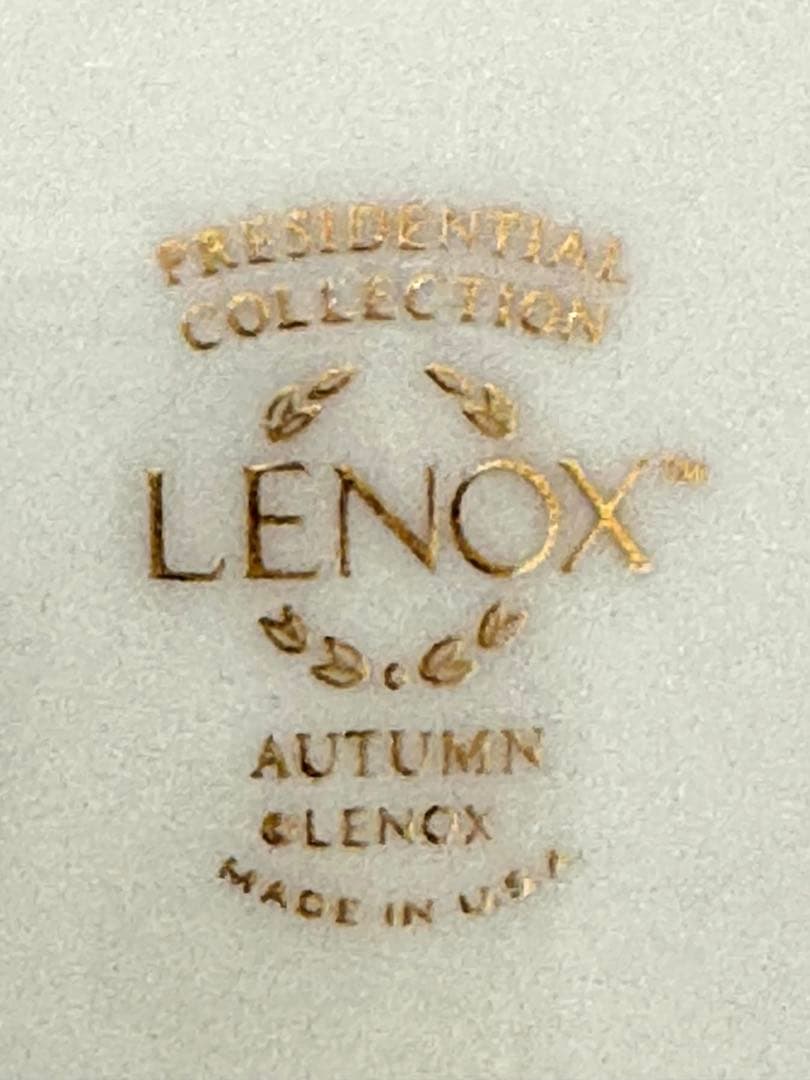 PRESIDENTIAL
COLLECTION
LENOX™
C
AUTUMN
©LENOX
MADE IN U.S.A